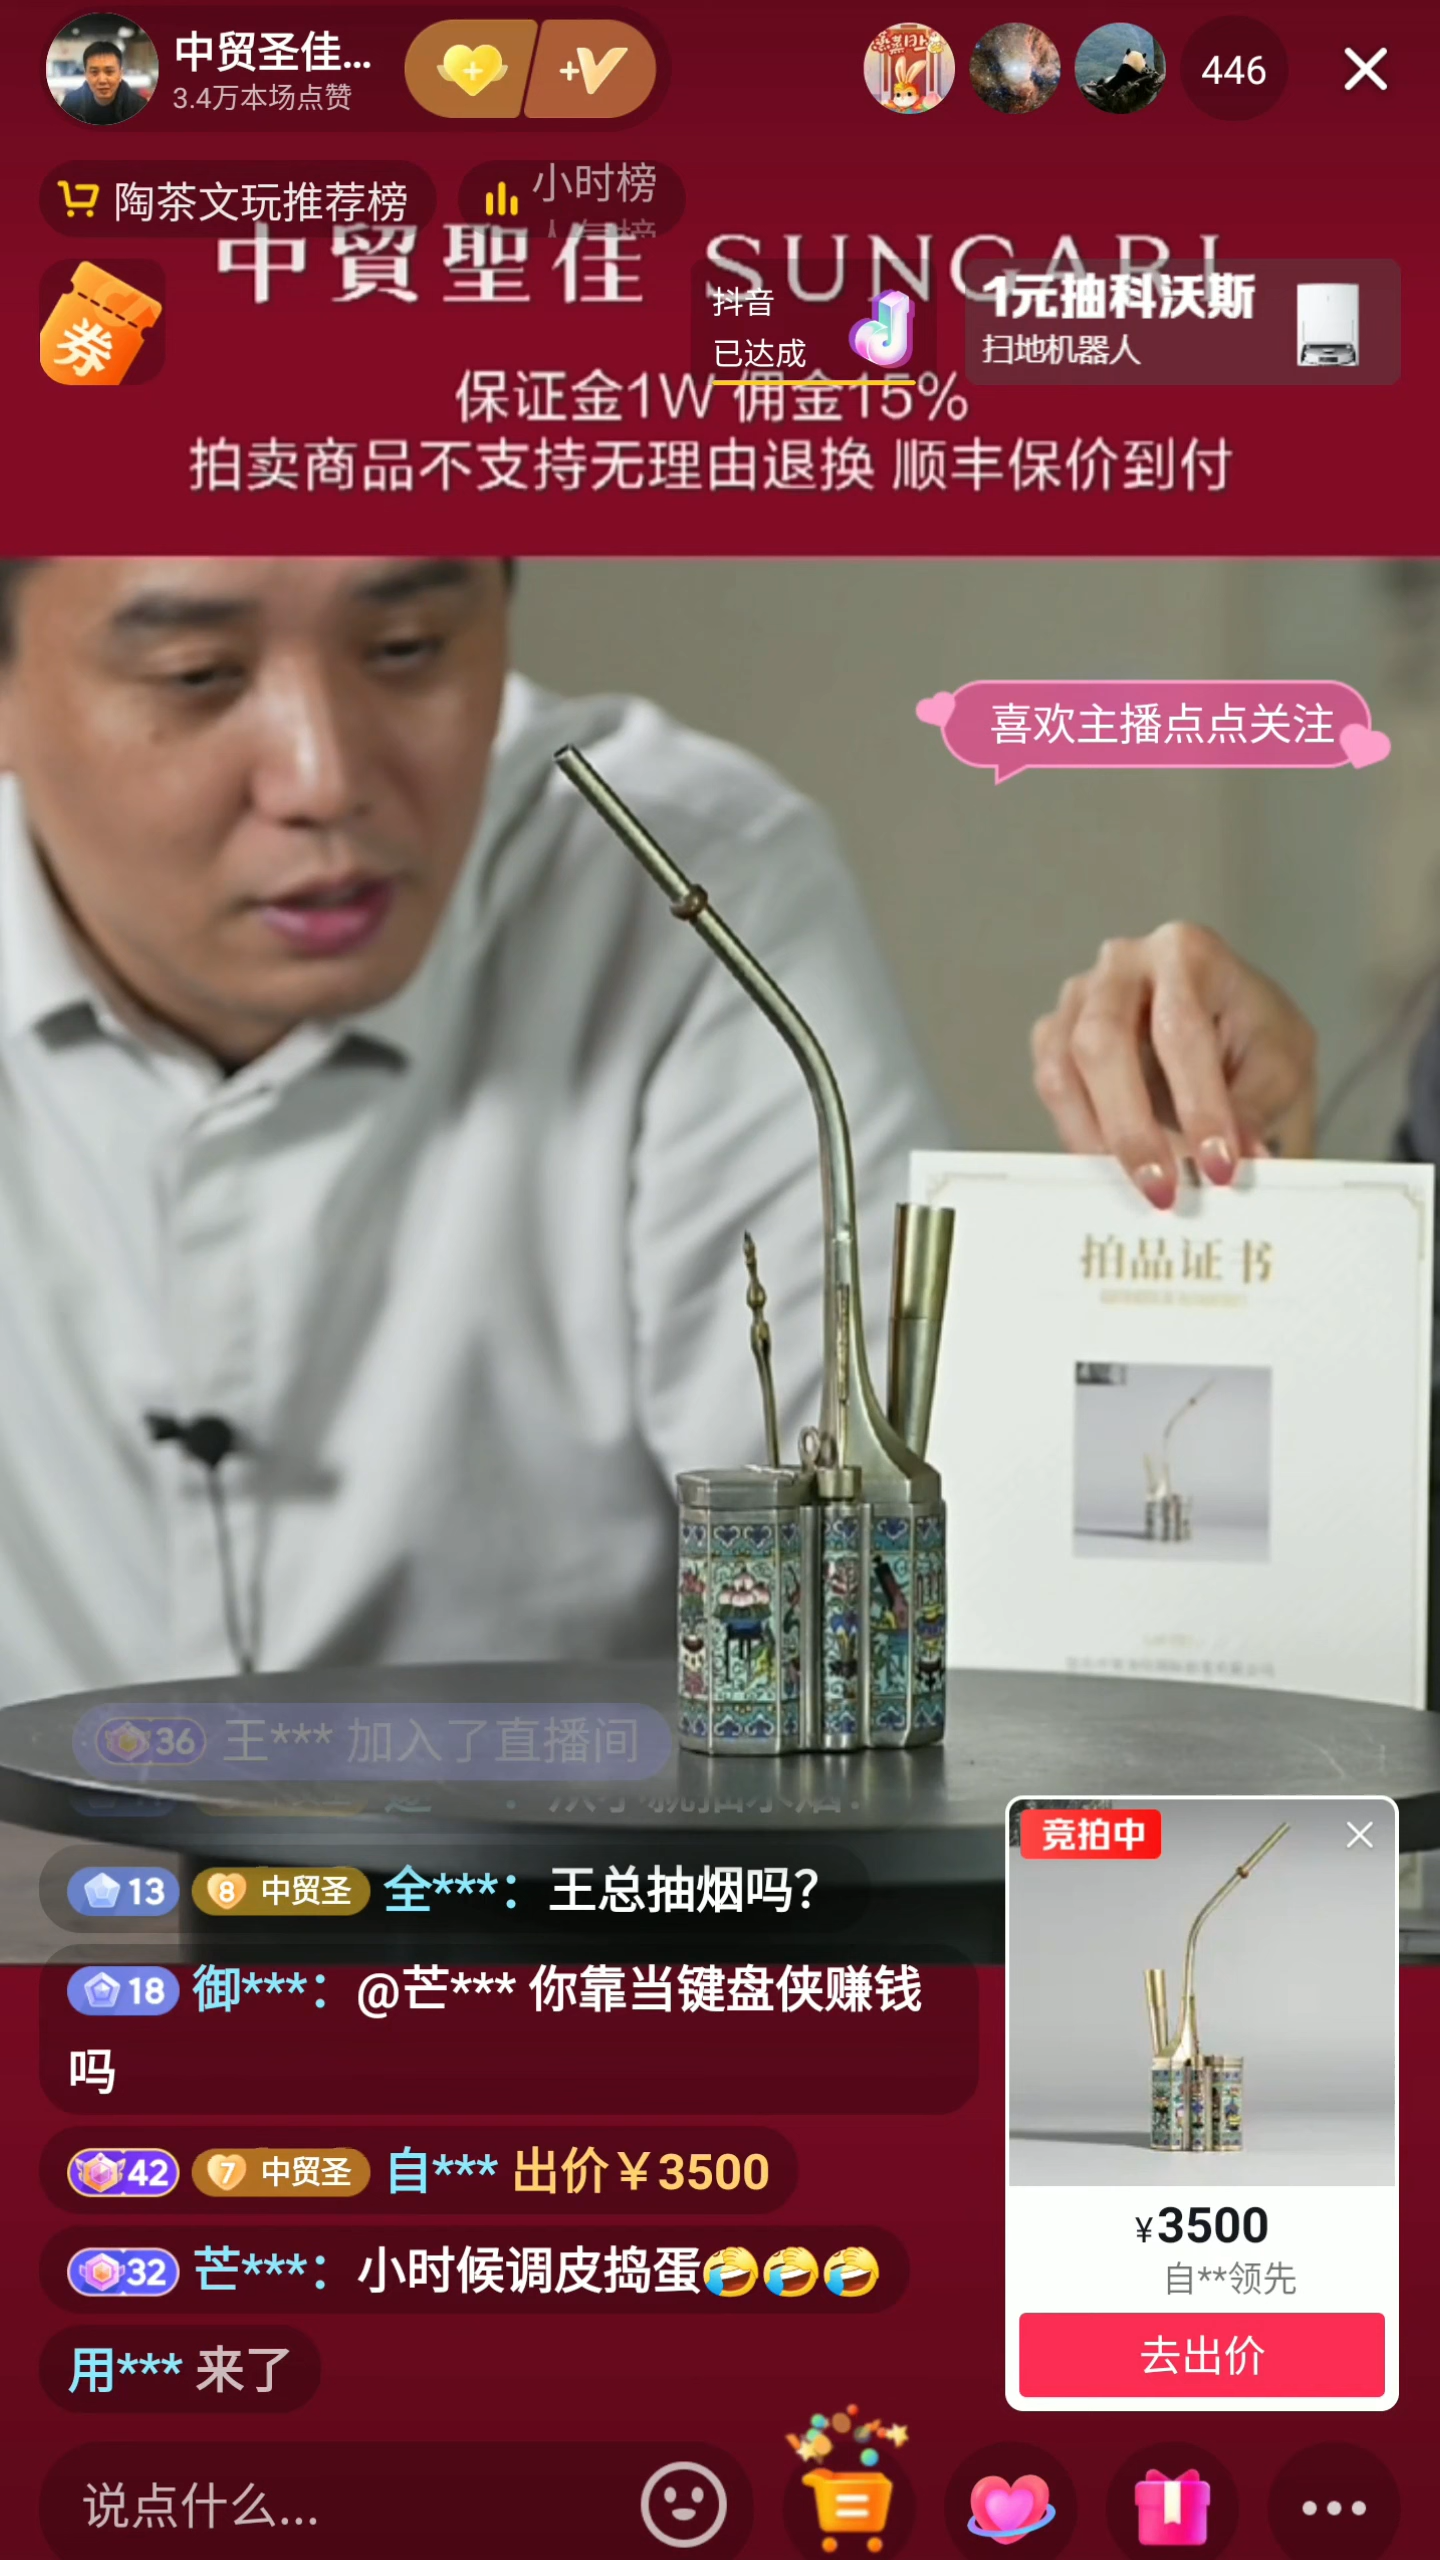 中贸圣佳...
3.4万本场点赞
446
陶茶文玩推荐榜
小时榜
中貿聖佳 SUNGARI
券
抖音
已达成
1元抽科沃斯
扫地机器人
保证金1W 佣金15%
拍卖商品不支持无理由退换 顺丰保价到付
喜欢主播点点关注
拍品证书
36 王*** 加入了直播间
13 8 中贸圣 全***：王总抽烟吗？
18 御***：@芒*** 你靠当键盘侠赚钱
吗
42 7 中贸圣 自*** 出价￥3500
32 芒***：小时候调皮捣蛋🤣🤣🤣
用*** 来了
竞拍中
¥3500
自**领先
去出价
说点什么...